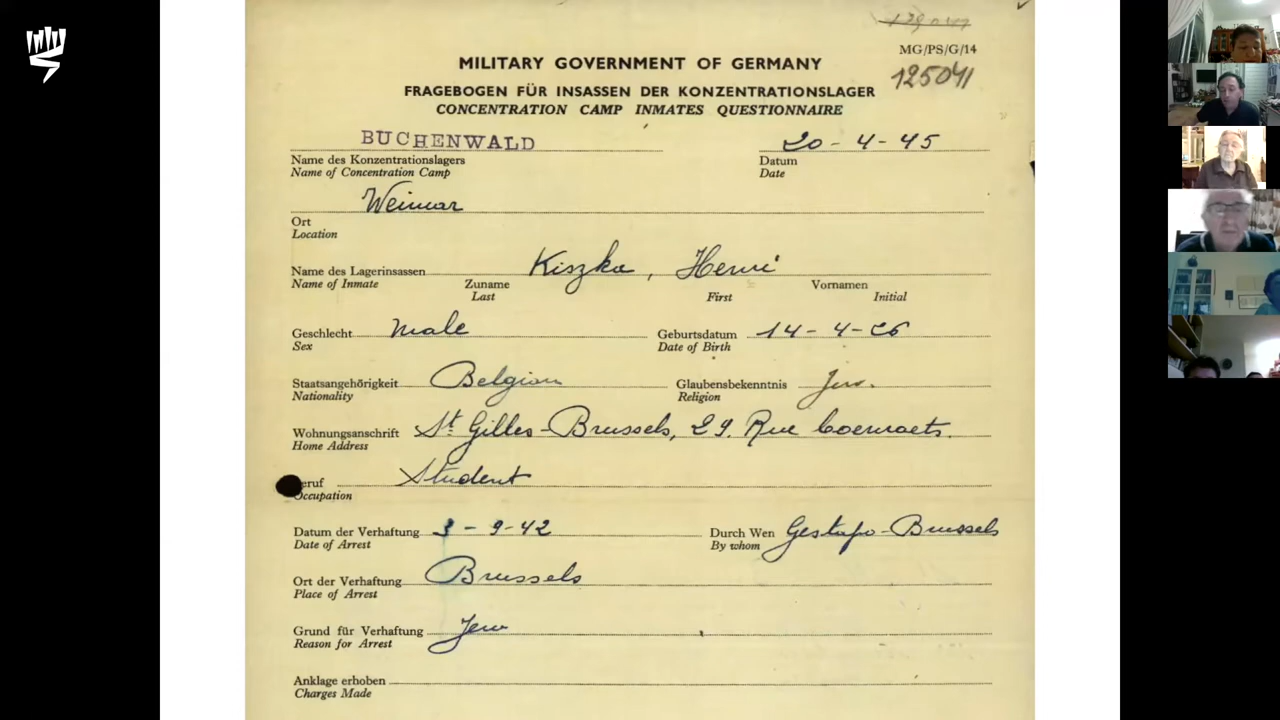 MG/PS/G/14
125041
MILITARY GOVERNMENT OF GERMANY
FRAGEBOGEN FÜR INSASSEN DER KONZENTRATIONSLAGER
CONCENTRATION CAMP INMATES QUESTIONNAIRE
BUCHENWALD 20-4-45
Name des Konzentrationslagers Datum
Name of Concentration Camp Date
Weimar
Ort
Location
Name des Lagerinsassen Kiszka, Henri
Name of Inmate Zuname Vornamen
Last First Initial
Geschlecht male Geburtsdatum 14-4-26
Sex Date of Birth
Staatsangehörigkeit Belgian Glaubensbekenntnis Jew.
Nationality Religion
Wohnungsanschrift St Gilles-Brussels, 29. Rue
Home Address
eruf Student
Occupation
Datum der Verhaftung 3-9-42 Durch Wen Gestapo-Brussels
Date of Arrest By whom
Ort der Verhaftung Brussels
Place of Arrest
Grund für Verhaftung Jew
Reason for Arrest
Anklage erhoben
Charges Made